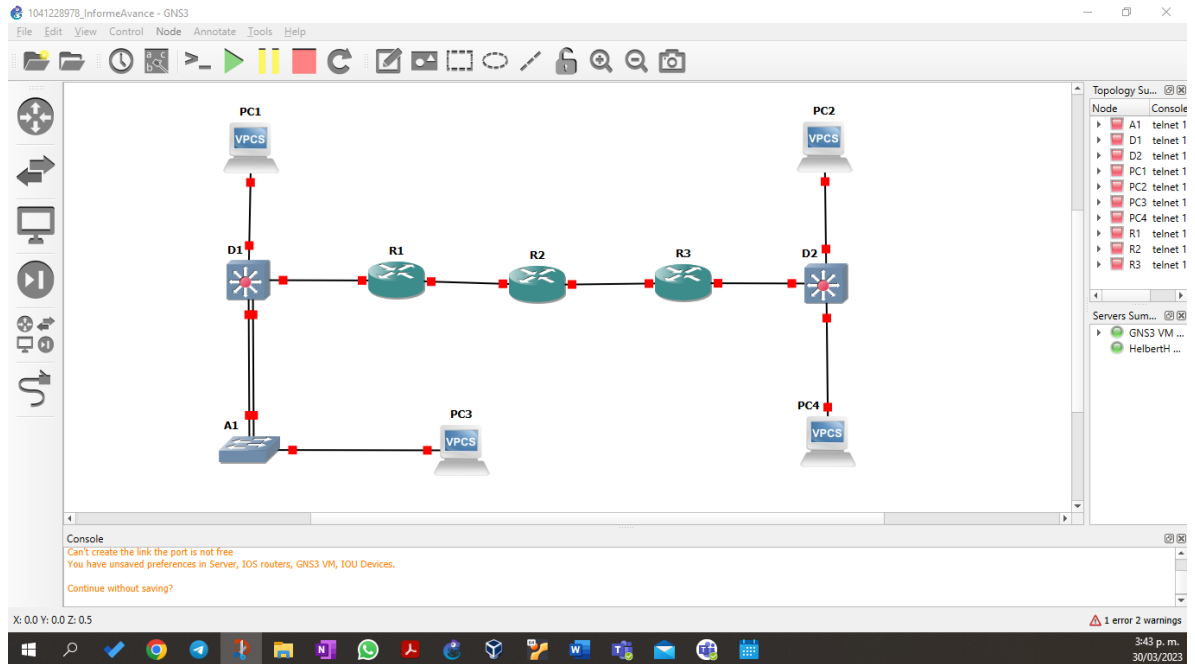 1041228978_InformeAvance - GNS3
File Edit View Control Node Annotate Tools Help
Topology Su...
Node Console
A1 telnet 1
D1 telnet 1
D2 telnet 1
PC1 telnet 1
PC2 telnet 1
PC3 telnet 1
PC4 telnet 1
R1 telnet 1
R2 telnet 1
R3 telnet 1
Servers Sum...
GNS3 VM ...
HelbertH ...
PC1
VPCS
PC2
VPCS
D1
R1
R2
R3
D2
A1
PC3
VPCS
PC4
VPCS
Console
Can't create the link the port is not free
You have unsaved preferences in Server, IOS routers, GNS3 VM, IOU Devices.
Continue without saving?
X: 0.0 Y: 0.0 Z: 0.5
1 error 2 warnings
3:43 p. m.
30/03/2023